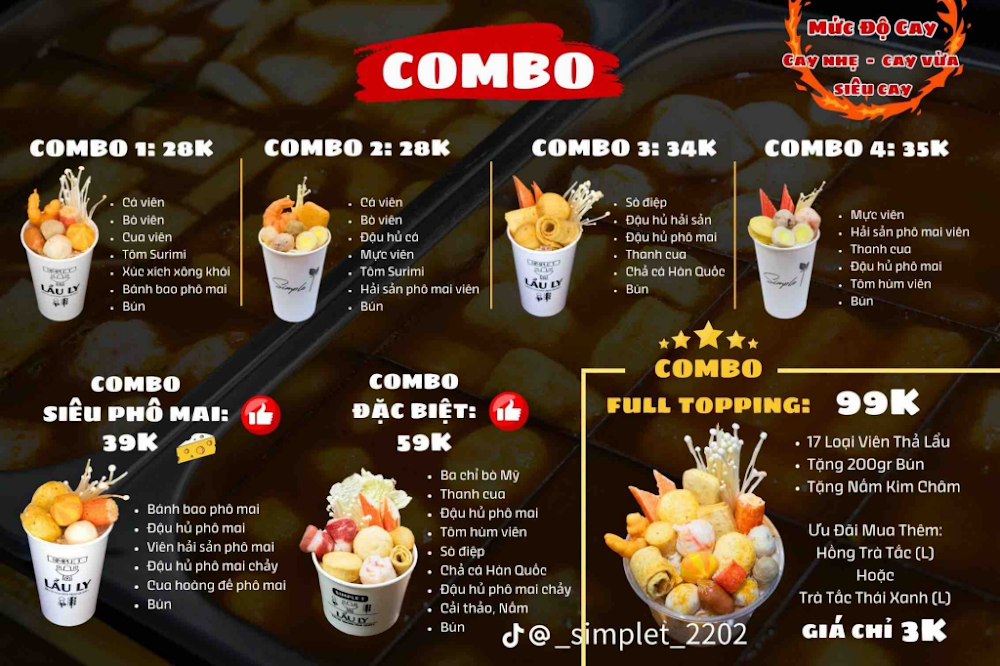 COMBO
Mức Độ Cay
Cay nhẹ - Cay vừa
siêu cay
COMBO 1: 28K
Cá viên
Bò viên
Cua viên
Tôm Surimi
Xúc xích xông khói
Bánh bao phô mai
Bún
LẨU LY
COMBO 2: 28K
Cá viên
Bò viên
Đậu hủ cá
Mực viên
Tôm Surimi
Hải sản phô mai viên
Bún
Simple
COMBO 3: 34K
Sò điệp
Đậu hủ hải sản
Đậu hủ phô mai
Thanh cua
Chả cá Hàn Quốc
Bún
LẨU LY
COMBO 4: 35K
Mực viên
Hải sản phô mai viên
Thanh cua
Đậu hủ phô mai
Tôm hùm viên
Bún
Simple
COMBO
SIÊU PHÔ MAI:
39K
Bánh bao phô mai
Đậu hủ phô mai
Viên hải sản phô mai
Đậu hủ phô mai chảy
Cua hoàng đế phô mai
Bún
LẨU LY
COMBO
ĐẶC BIỆT:
59K
Ba chỉ bò Mỹ
Thanh cua
Đậu hủ phô mai
Tôm hùm viên
Sò điệp
Chả cá Hàn Quốc
Đậu hủ phô mai chảy
Cải thảo, Nấm
Bún
SIMPLET
LẨU LY
COMBO
FULL TOPPING: 99K
17 Loại Viên Thả Lẩu
Tặng 200gr Bún
Tặng Nấm Kim Châm
Ưu Đãi Mua Thêm:
Hồng Trà Tắc (L)
Hoặc
Trà Tắc Thái Xanh (L)
GIÁ CHỈ 3K
@_simplet_2202